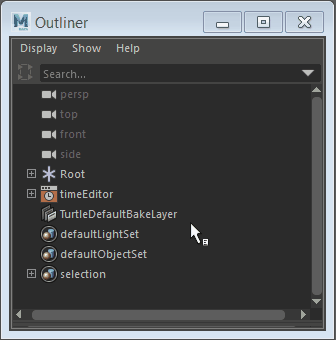 Outliner
Display Show Help
Search...
persp
top
front
side
Root
timeEditor
TurtleDefaultBakeLayer
defaultLightSet
defaultObjectSet
selection